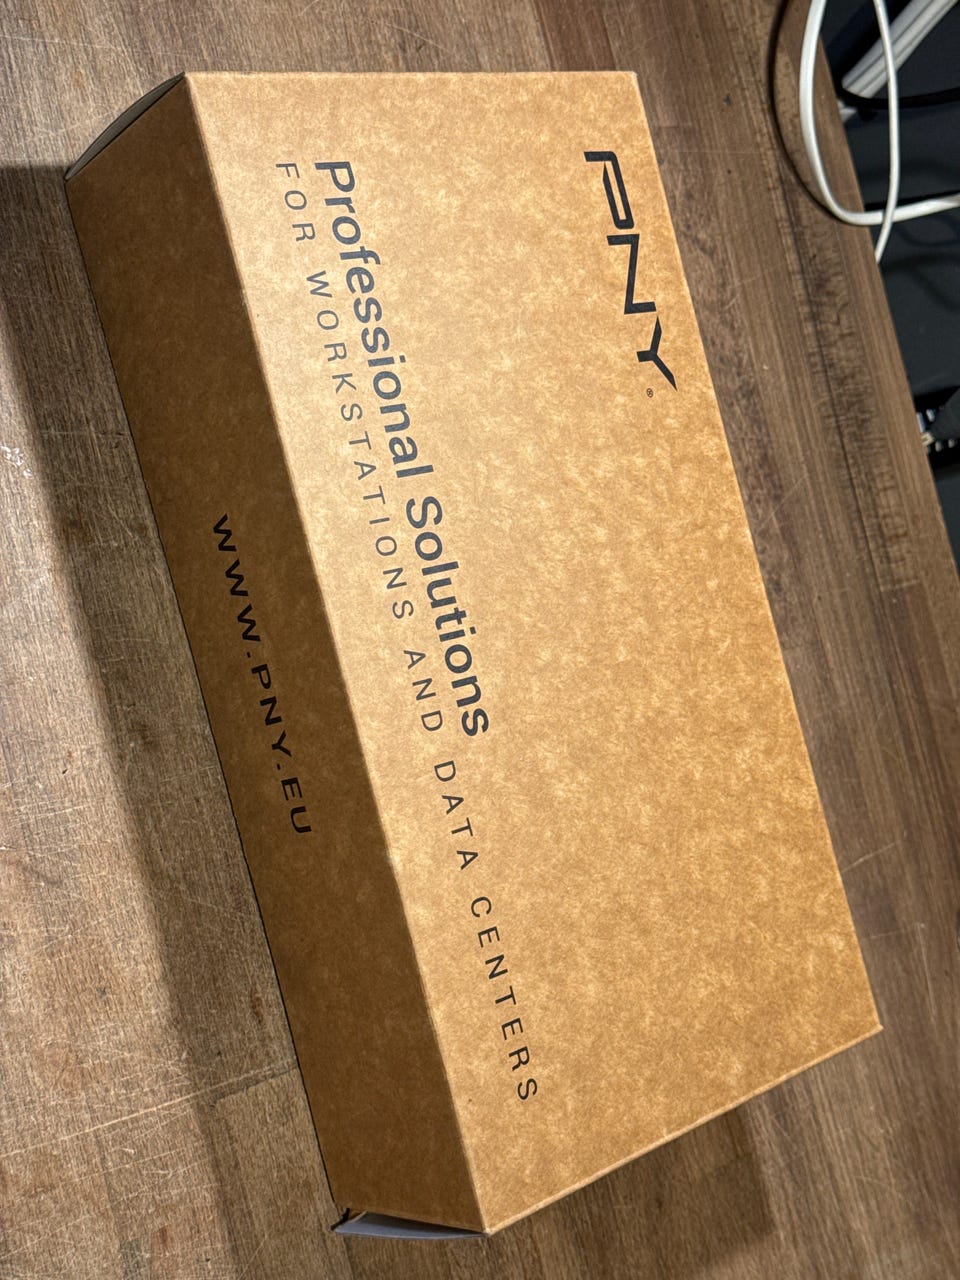 PNY®
Professional Solutions
FOR WORKSTATIONS AND DATA CENTERS
WWW.PNY.EU